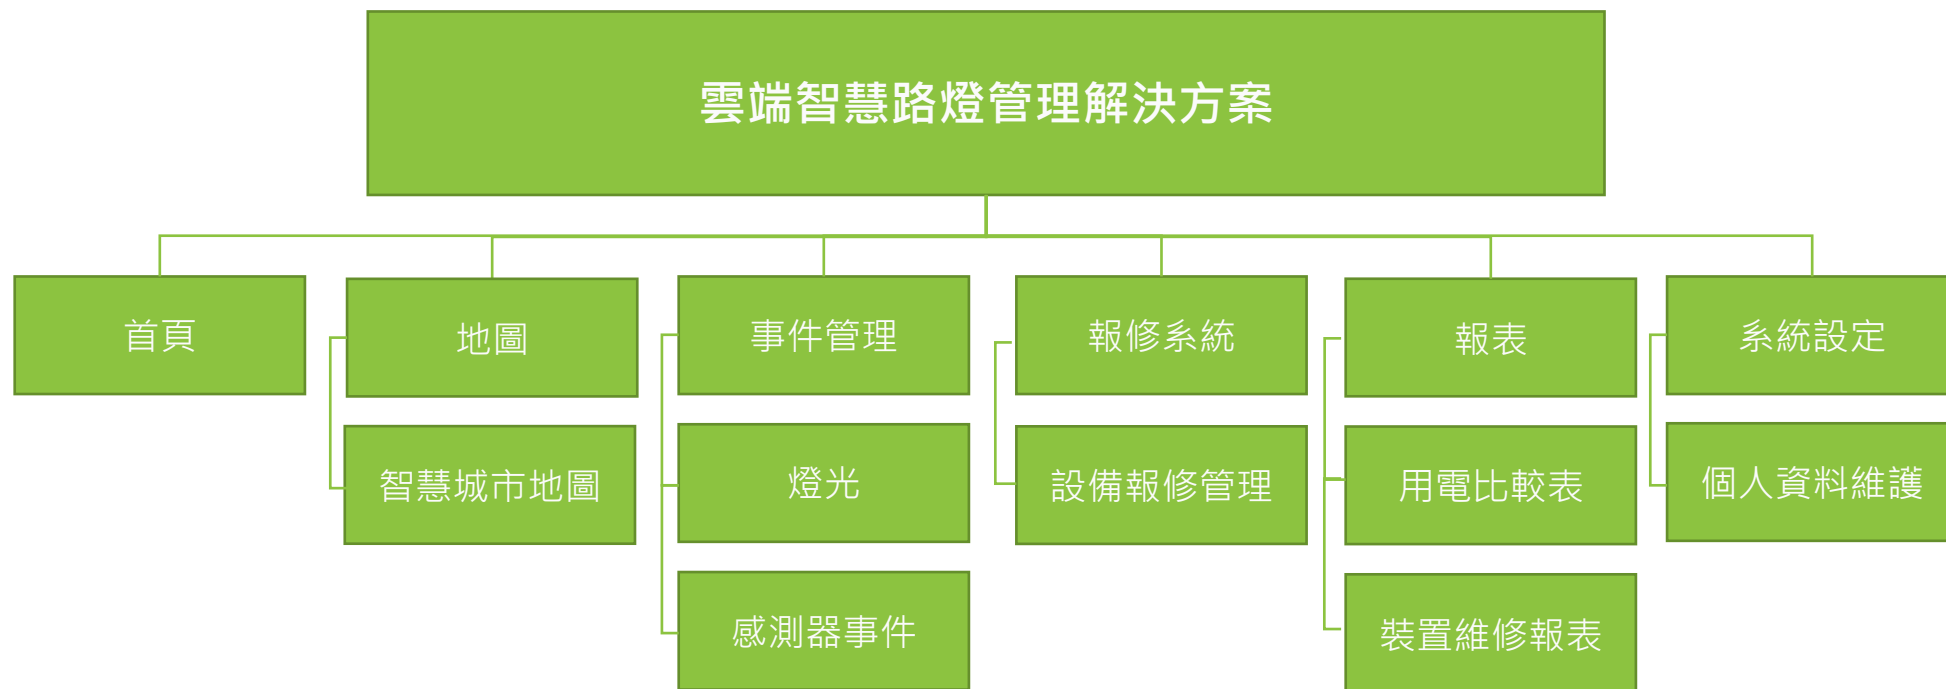 雲端智慧路燈管理解決方案
首頁
地圖
智慧城市地圖
事件管理
燈光
感測器事件
報修系統
設備報修管理
報表
用電比較表
裝置維修報表
系統設定
個人資料維護